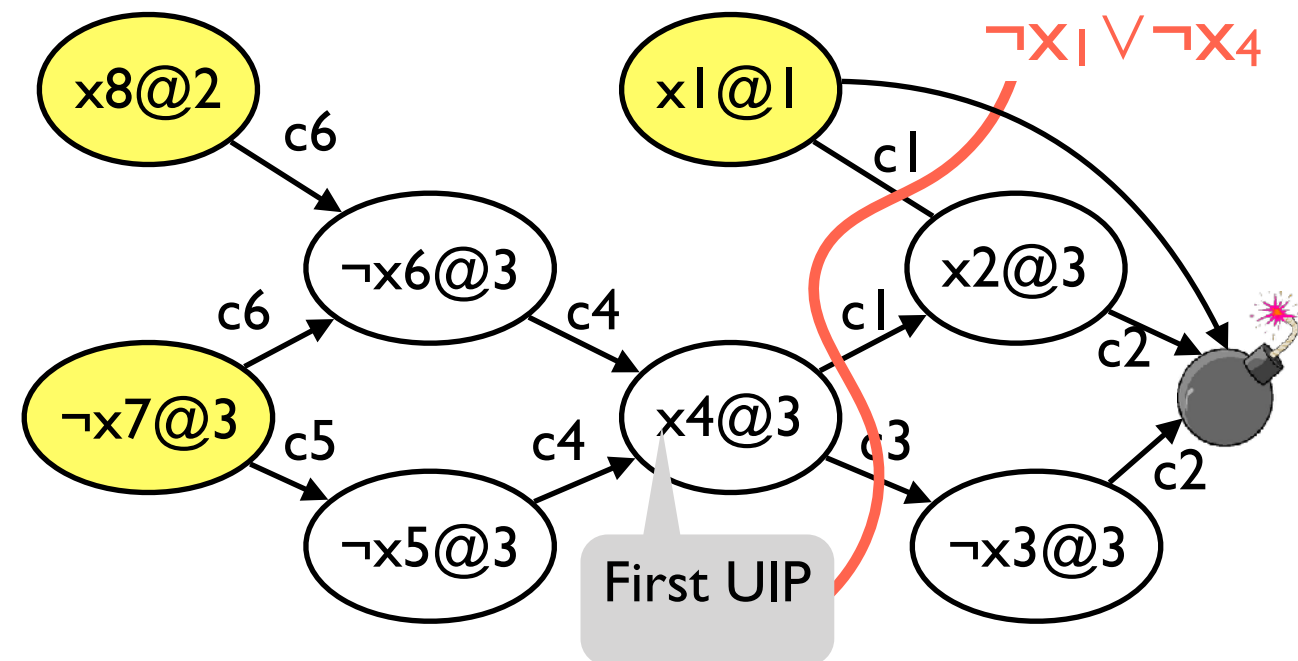 ¬x1∨¬x4
x8@2
x1@1
c6
c1
¬x6@3
x2@3
c6
c4
c1
c2
¬x7@3
c5
c4
x4@3
c3
c2
¬x5@3
¬x3@3
First UIP